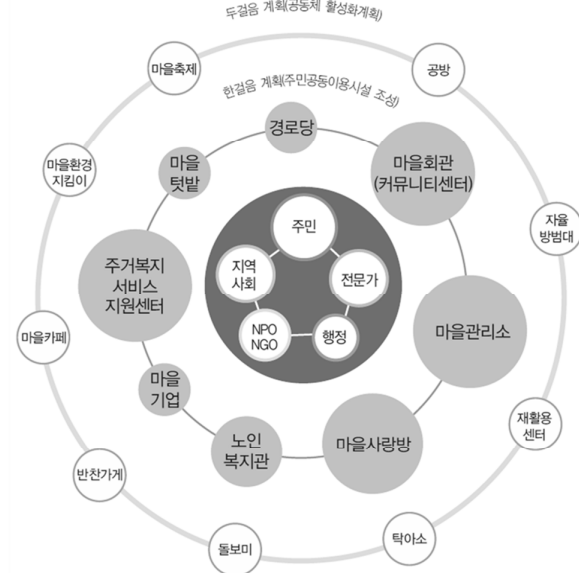 두걸음 계획(공동체 활성화계획)
마을축제
공방
한걸음 계획(주민공동이용시설 조성)
경로당
마을
텃밭
마을회관
(커뮤니티센터)
마을환경
지킴이
주민
자율
방범대
지역
사회
전문가
주거복지
서비스
지원센터
NPO
NGO
행정
마을관리소
마을카페
마을
기업
노인
복지관
마을사랑방
재활용
센터
반찬가게
돌보미
탁아소